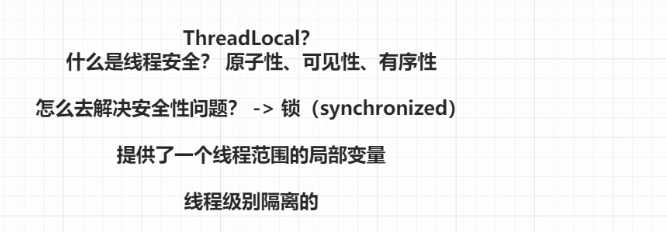 ThreadLocal?
什么是线程安全? 原子性、可见性、有序性
怎么去解决安全性问题? -> 锁（synchronized）
提供了一个线程范围的局部变量
线程级别隔离的